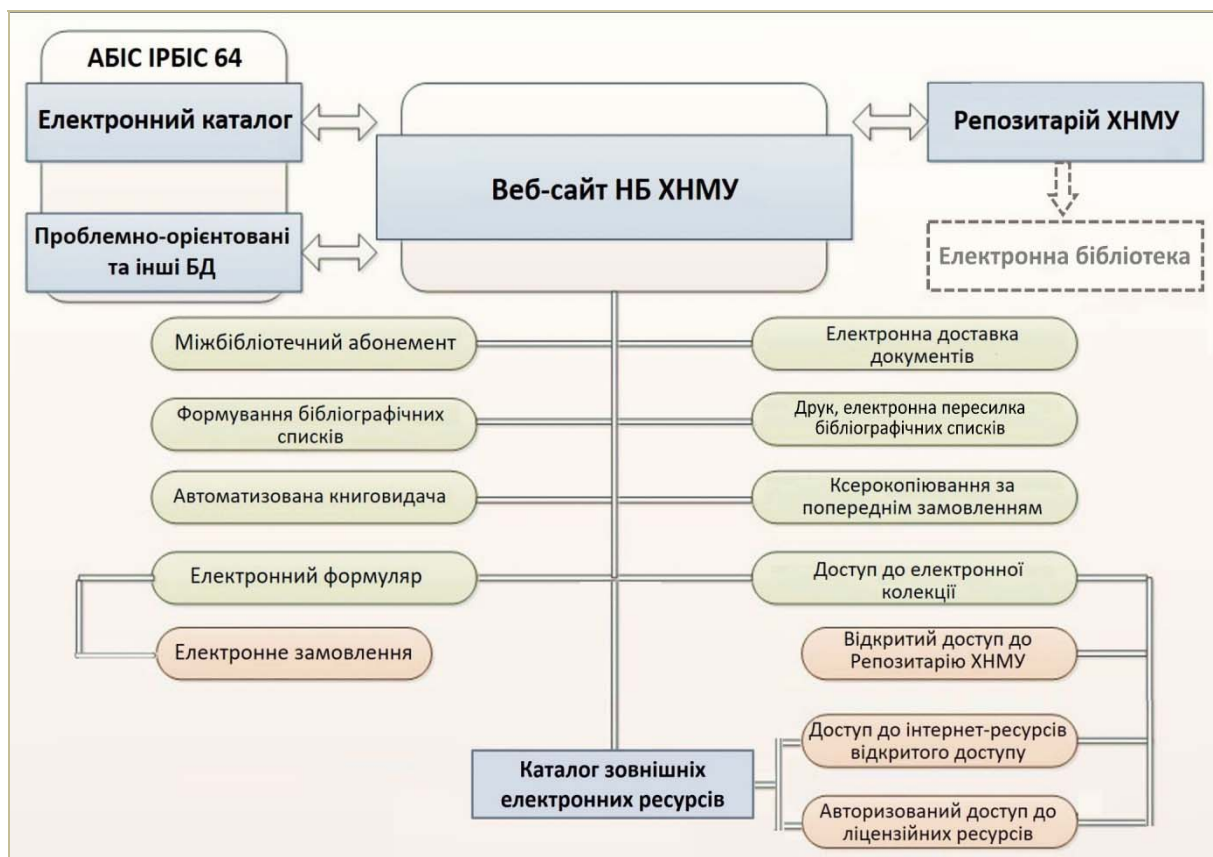 АБІС ІРБІС 64
Електронний каталог
Проблемно-орієнтовані
та інші БД
Веб-сайт НБ ХНМУ
Репозитарій ХНМУ
Електронна бібліотека
Міжбібліотечний абонемент
Електронна доставка
документів
Формування бібліографічних
списків
Друк, електронна пересилка
бібліографічних списків
Автоматизована книговидача
Ксерокопіювання за
попереднім замовленням
Електронний формуляр
Доступ до електронної
колекції
Електронне замовлення
Відкритий доступ до
Репозитарію ХНМУ
Доступ до інтернет-ресурсів
відкритого доступу
Каталог зовнішніх
електронних ресурсів
Авторизований доступ до
ліцензійних ресурсів